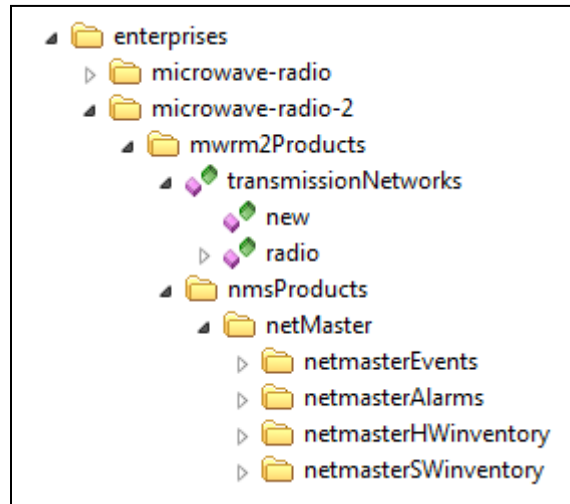 enterprises
microwave-radio
microwave-radio-2
mwrm2Products
transmissionNetworks
new
radio
nmsProducts
netMaster
netmasterEvents
netmasterAlarms
netmasterHWinventory
netmasterSWinventory